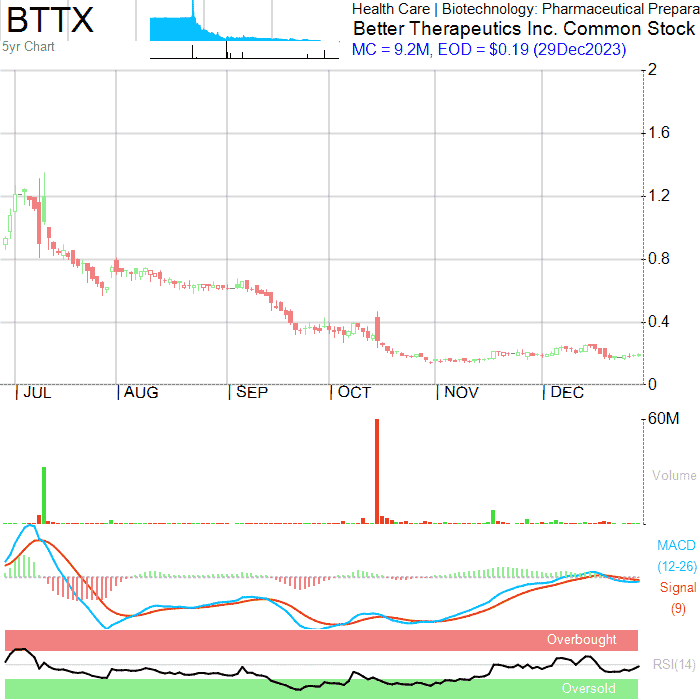 BTTX
5yr Chart
Health Care | Biotechnology: Pharmaceutical Prepara
Better Therapeutics Inc. Common Stock
MC = 9.2M, EOD = $0.19 (29Dec2023)
2
1.6
1.2
0.8
0.4
0
JUL
AUG
SEP
OCT
NOV
DEC
60M
Volume
MACD
(12-26)
Signal
(9)
Overbought
RSI(14)
Oversold